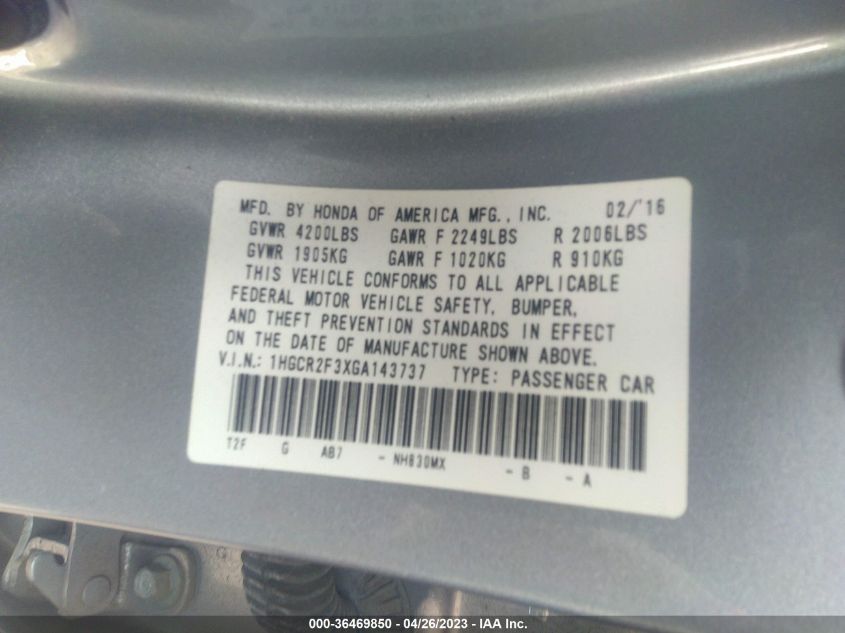 MFD. BY HONDA OF AMERICA MFG., INC. 02/'16
GVWR 4200LBS GAWR F 2249LBS R 2006LBS
GVWR 1905KG GAWR F 1020KG R 910KG
THIS VEHICLE CONFORMS TO ALL APPLICABLE
FEDERAL MOTOR VEHICLE SAFETY, BUMPER,
AND THEFT PREVENTION STANDARDS IN EFFECT
ON THE DATE OF MANUFACTURE SHOWN ABOVE.
V.I.N.: 1HGCR2F3XGA143737 TYPE: PASSENGER CAR
T2F G AB7 - NH830MX - B - A
000-36469850 - 04/26/2023 - IAA Inc.